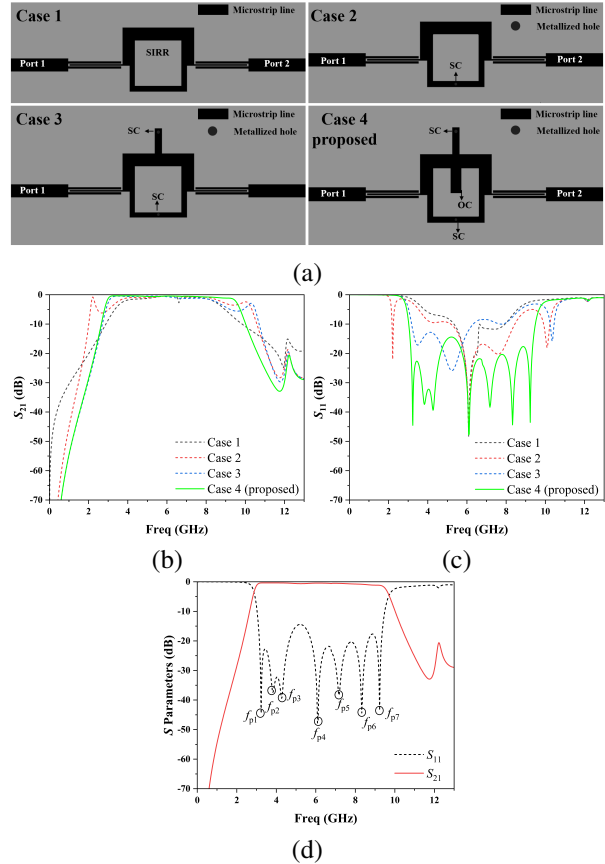 Case 1
Microstrip line
SIRR
Port 1
Port 2
Case 2
Microstrip line
Metallized hole
SC
Port 1
Port 2
Case 3
Microstrip line
Metallized hole
SC
SC
Port 1
Case 4
proposed
Microstrip line
Metallized hole
SC
OC
SC
Port 1
Port 2
(a)
S21 (dB)
0
-10
-20
-30
-40
-50
-60
-70
Case 1
Case 2
Case 3
Case 4 (proposed)
0 2 4 6 8 10 12
Freq (GHz)
(b)
S11 (dB)
0
-10
-20
-30
-40
-50
-60
-70
Case 1
Case 2
Case 3
Case 4 (proposed)
0 2 4 6 8 10 12
Freq (GHz)
(c)
S Parameters (dB)
0
-10
-20
-30
-40
-50
-60
-70
fp1
fp2
fp3
fp4
fp5
fp6
fp7
S11
S21
0 2 4 6 8 10 12
Freq (GHz)
(d)